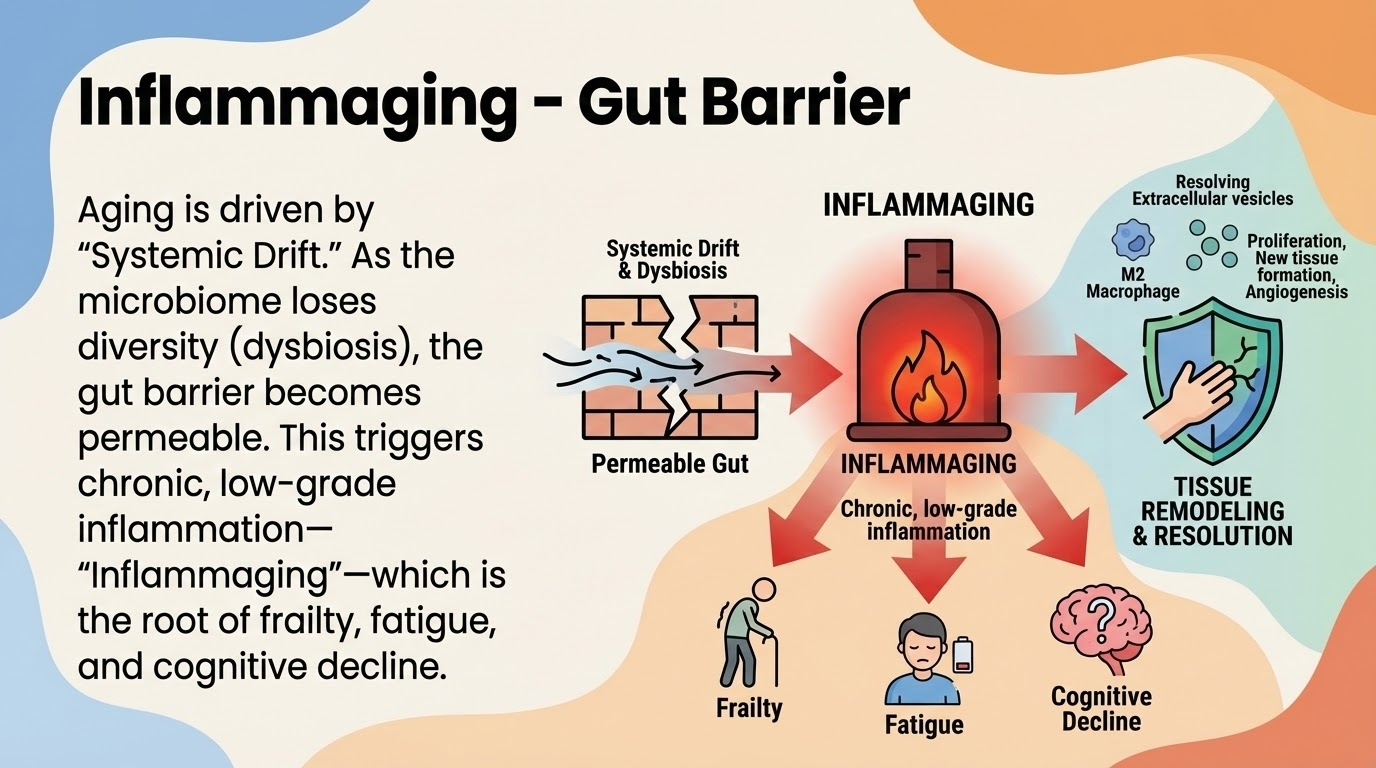 Inflammaging - Gut Barrier
Aging is driven by
“Systemic Drift.” As the
microbiome loses
diversity (dysbiosis), the
gut barrier becomes
permeable. This triggers
chronic, low-grade
inflammation—
“Inflammaging”—which is
the root of frailty, fatigue,
and cognitive decline.
Systemic Drift
& Dysbiosis
Permeable Gut
INFLAMMAGING
INFLAMMAGING
Chronic, low-grade
inflammation
Frailty
Fatigue
?
Cognitive
Decline
Resolving
Extracellular vesicles
M2
Macrophage
Proliferation,
New tissue
formation,
Angiogenesis
TISSUE
REMODELING
& RESOLUTION